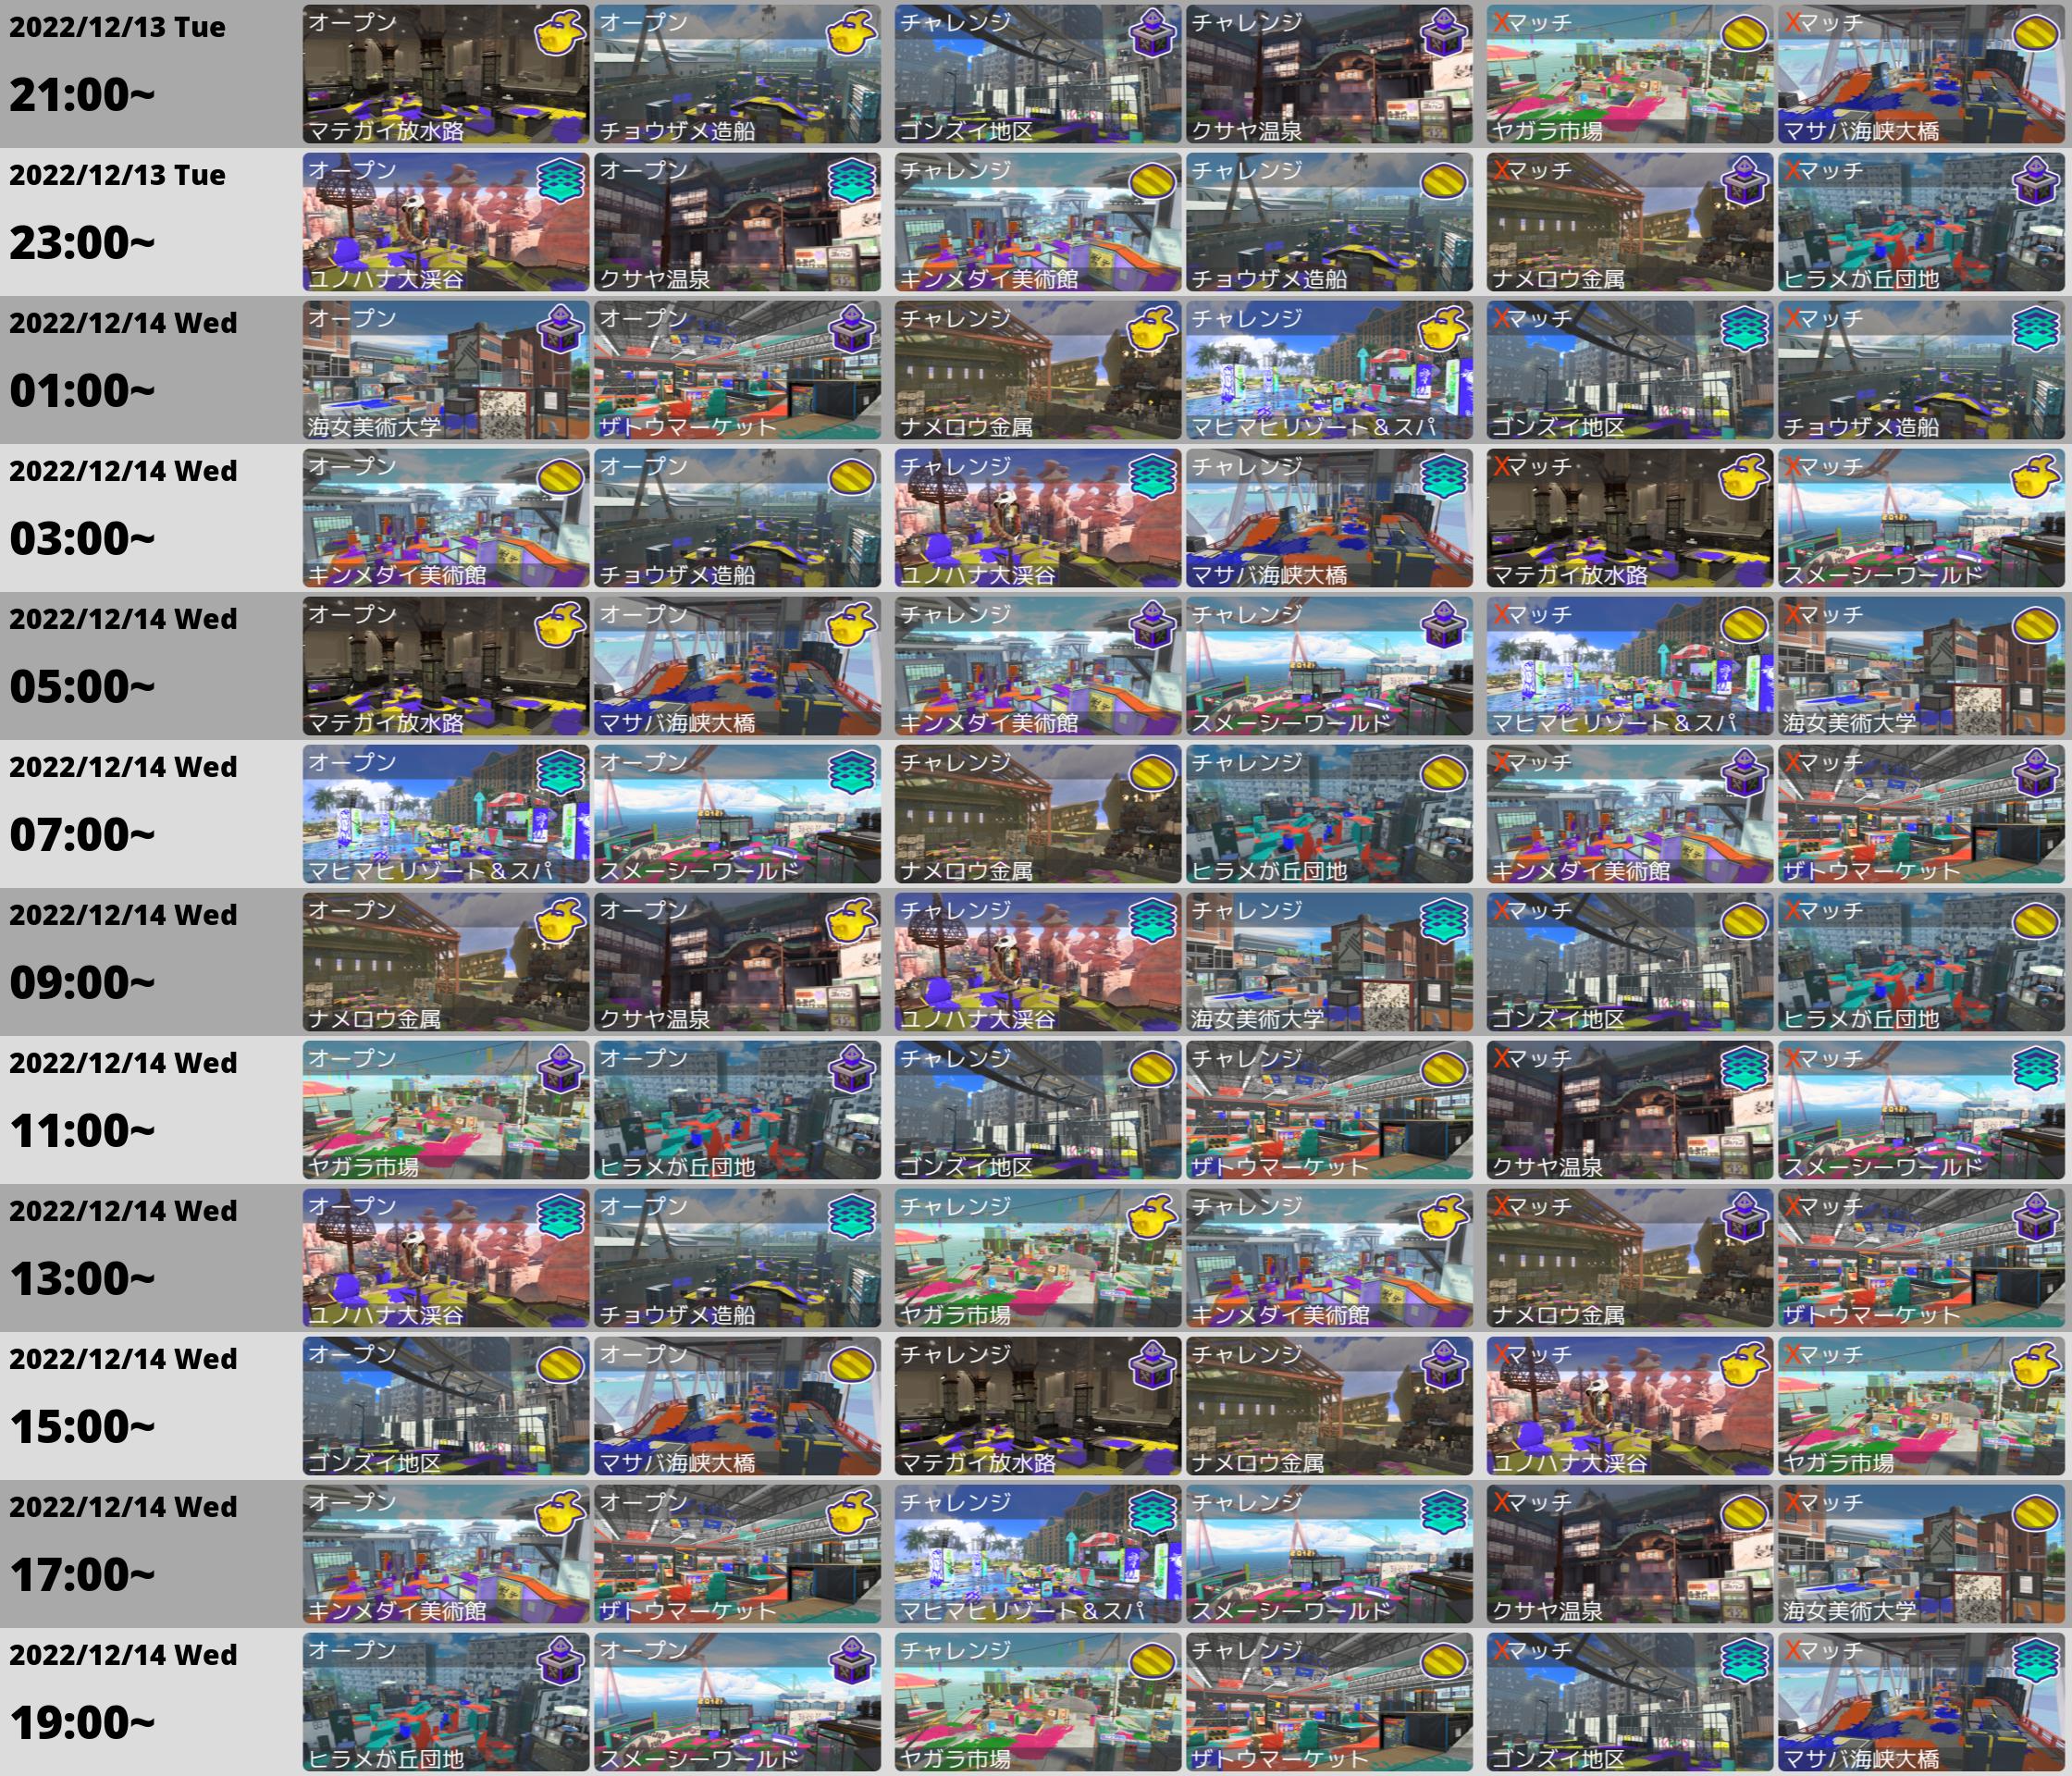 2022/12/13 Tue
21:00~
オープン オープン チャレンジ チャレンジ Xマッチ Xマッチ
マテガイ放水路 チョウザメ造船 ゴンズイ地区 クサヤ温泉 ヤガラ市場 マサバ海峡大橋
2022/12/13 Tue
23:00~
オープン オープン チャレンジ チャレンジ Xマッチ Xマッチ
ユノハナ大渓谷 クサヤ温泉 キンメダイ美術館 チョウザメ造船 ナメロウ金属 ヒラメが丘団地
2022/12/14 Wed
01:00~
オープン オープン チャレンジ チャレンジ Xマッチ Xマッチ
海女美術大学 ザトウマーケット ナメロウ金属 マヒマヒリゾート＆スパ ゴンズイ地区 チョウザメ造船
2022/12/14 Wed
03:00~
オープン オープン チャレンジ チャレンジ Xマッチ Xマッチ
キンメダイ美術館 チョウザメ造船 ユノハナ大渓谷 マサバ海峡大橋 マテガイ放水路 スメーシーワールド
2022/12/14 Wed
05:00~
オープン オープン チャレンジ チャレンジ Xマッチ Xマッチ
マテガイ放水路 マサバ海峡大橋 キンメダイ美術館 スメーシーワールド マヒマヒリゾート＆スパ 海女美術大学
2022/12/14 Wed
07:00~
オープン オープン チャレンジ チャレンジ Xマッチ Xマッチ
マヒマヒリゾート＆スパ スメーシーワールド ナメロウ金属 ヒラメが丘団地 キンメダイ美術館 ザトウマーケット
2022/12/14 Wed
09:00~
オープン オープン チャレンジ チャレンジ Xマッチ Xマッチ
ナメロウ金属 クサヤ温泉 ユノハナ大渓谷 海女美術大学 ゴンズイ地区 ヒラメが丘団地
2022/12/14 Wed
11:00~
オープン オープン チャレンジ チャレンジ Xマッチ Xマッチ
ヤガラ市場 ヒラメが丘団地 ゴンズイ地区 ザトウマーケット クサヤ温泉 スメーシーワールド
2022/12/14 Wed
13:00~
オープン オープン チャレンジ チャレンジ Xマッチ Xマッチ
ユノハナ大渓谷 チョウザメ造船 ヤガラ市場 キンメダイ美術館 ナメロウ金属 ザトウマーケット
2022/12/14 Wed
15:00~
オープン オープン チャレンジ チャレンジ Xマッチ Xマッチ
ゴンズイ地区 マサバ海峡大橋 マテガイ放水路 ナメロウ金属 ユノハナ大渓谷 ヤガラ市場
2022/12/14 Wed
17:00~
オープン オープン チャレンジ チャレンジ Xマッチ Xマッチ
キンメダイ美術館 ザトウマーケット マヒマヒリゾート＆スパ スメーシーワールド クサヤ温泉 海女美術大学
2022/12/14 Wed
19:00~
オープン オープン チャレンジ チャレンジ Xマッチ Xマッチ
ヒラメが丘団地 スメーシーワールド ヤガラ市場 ザトウマーケット ゴンズイ地区 マサバ海峡大橋